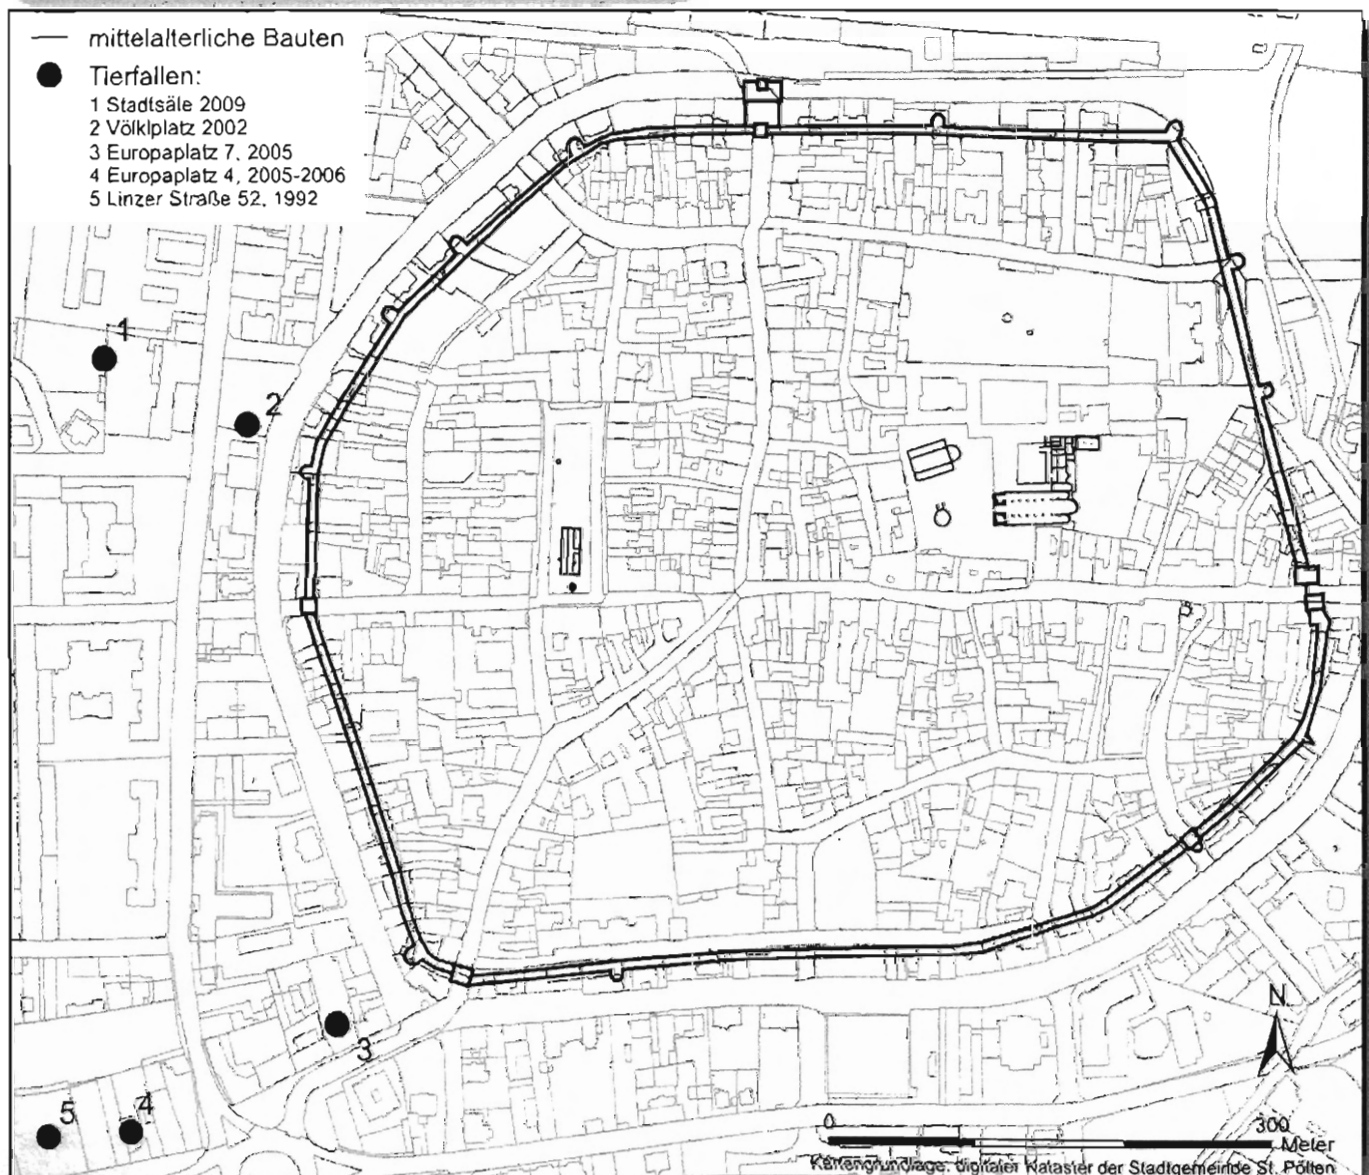 mittelalterliche Bauten
Tierfallen:
1 Stadtsäle 2009
2 Völklplatz 2002
3 Europaplatz 7, 2005
4 Europaplatz 4, 2005-2006
5 Linzer Straße 52, 1992
1
2
3
4
5
N
0 300
Meter
Kartengrundlage: digitaler Kataster der Stadtgemeinde St. Pölten